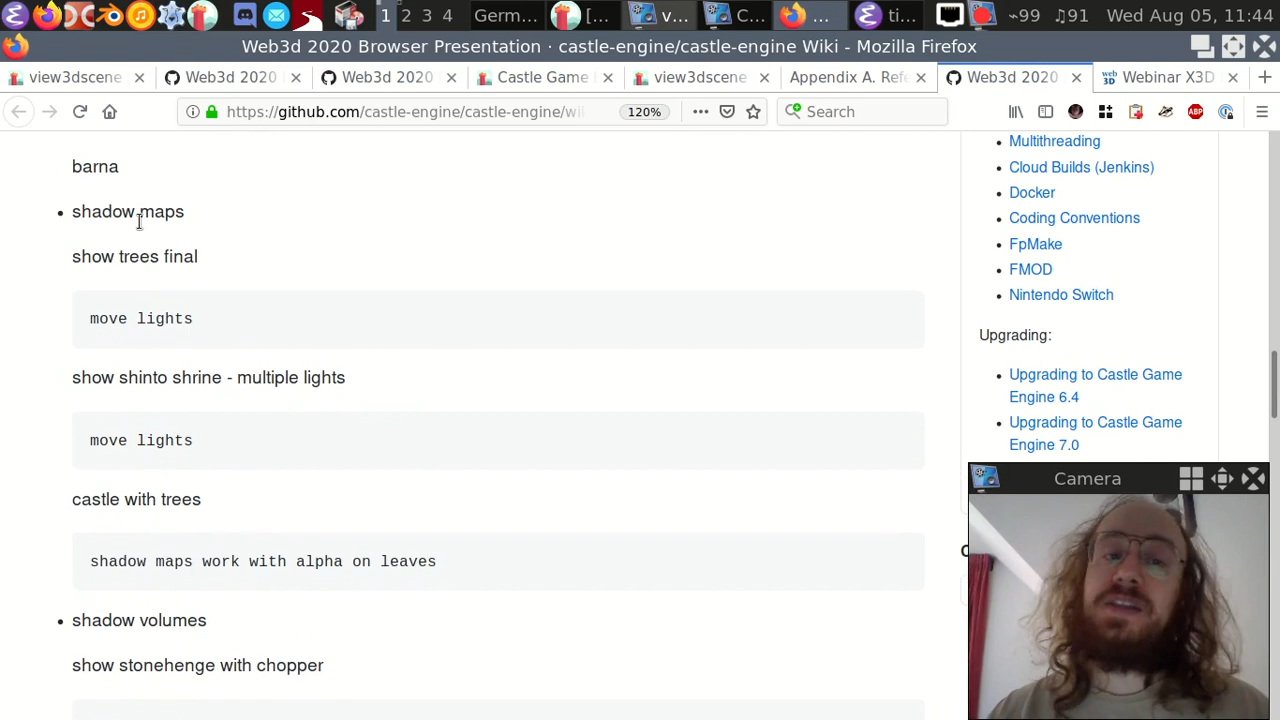 1 2 3 4 Germ... [... v... C... ... ti... ⌁99 ♫91 Wed Aug 05, 11:44
Web3d 2020 Browser Presentation · castle-engine/castle-engine Wiki - Mozilla Firefox
view3dscene Web3d 2020 Web3d 2020 Castle Game view3dscene Appendix A. Ref Web3d 2020 Webinar X3D
https://github.com/castle-engine/castle-engine/wi 120% Search
barna
shadow maps
show trees final
move lights
show shinto shrine - multiple lights
move lights
castle with trees
shadow maps work with alpha on leaves
shadow volumes
show stonehenge with chopper
Multithreading
Cloud Builds (Jenkins)
Docker
Coding Conventions
FpMake
FMOD
Nintendo Switch
Upgrading:
Upgrading to Castle Game
Engine 6.4
Upgrading to Castle Game
Engine 7.0
Camera